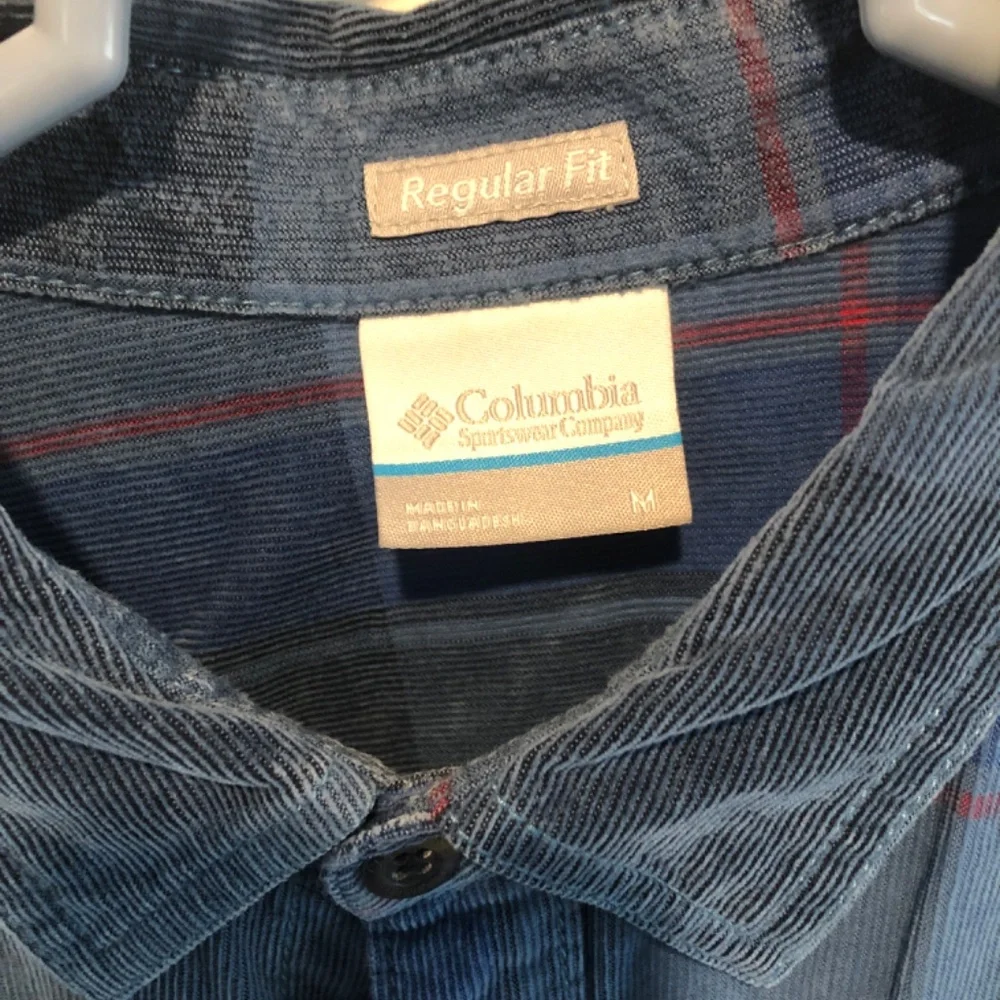 Regular Fit
Columbia
Sportswear Company
MADE IN
BANGLADESH
M